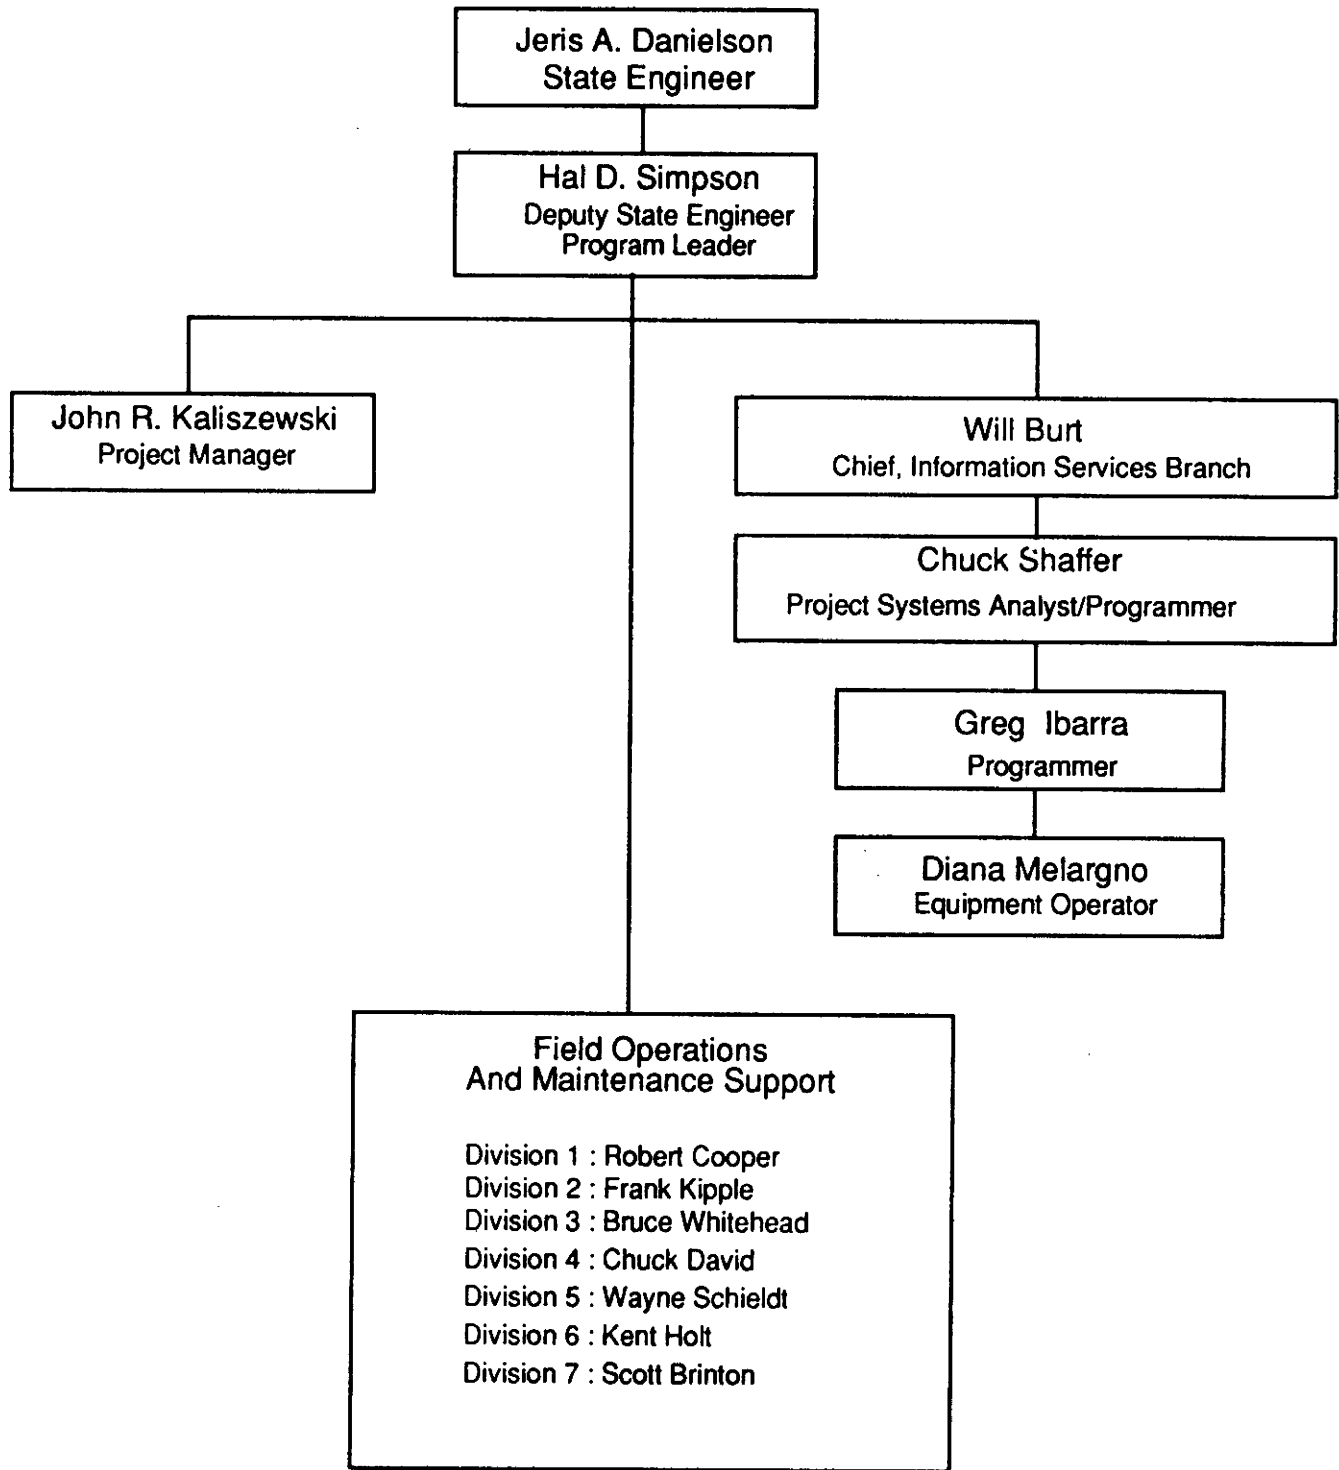 Jeris A. Danielson
State Engineer
Hal D. Simpson
Deputy State Engineer
Program Leader
John R. Kaliszewski
Project Manager
Will Burt
Chief, Information Services Branch
Chuck Shaffer
Project Systems Analyst/Programmer
Greg Ibarra
Programmer
Diana Melargno
Equipment Operator
Field Operations
And Maintenance Support
Division 1 : Robert Cooper
Division 2 : Frank Kipple
Division 3 : Bruce Whitehead
Division 4 : Chuck David
Division 5 : Wayne Schieldt
Division 6 : Kent Holt
Division 7 : Scott Brinton